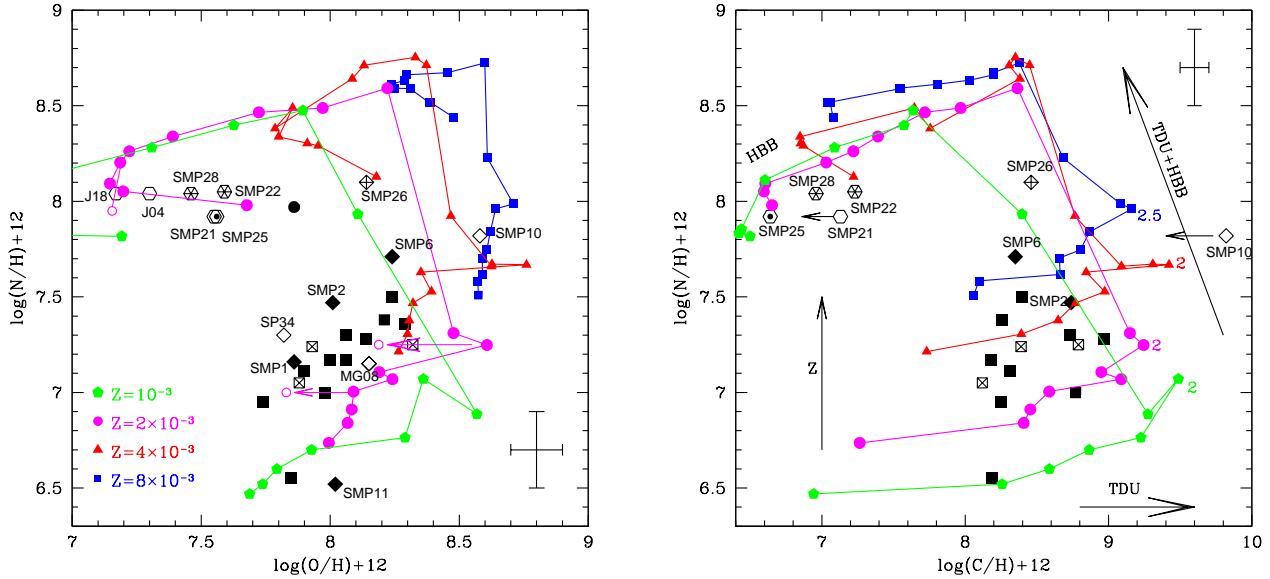 9
8.5
8
7.5
7
6.5
log(N/H)+12
7
7.5
8
8.5
9
log(O/H)+12
J18
J04
SMP28
SMP22
SMP21
SMP25
SMP26
SMP10
SMP6
SMP2
SP34
SMP1
MG08
SMP11
Z=10⁻³
Z=2×10⁻³
Z=4×10⁻³
Z=8×10⁻³
9
8.5
8
7.5
7
6.5
log(N/H)+12
7
8
9
10
log(C/H)+12
HBB
SMP28
SMP22
SMP25
SMP21
SMP26
SMP6
SMP2
SMP10
TDU+HBB
2.5
2
2
2
Z
TDU